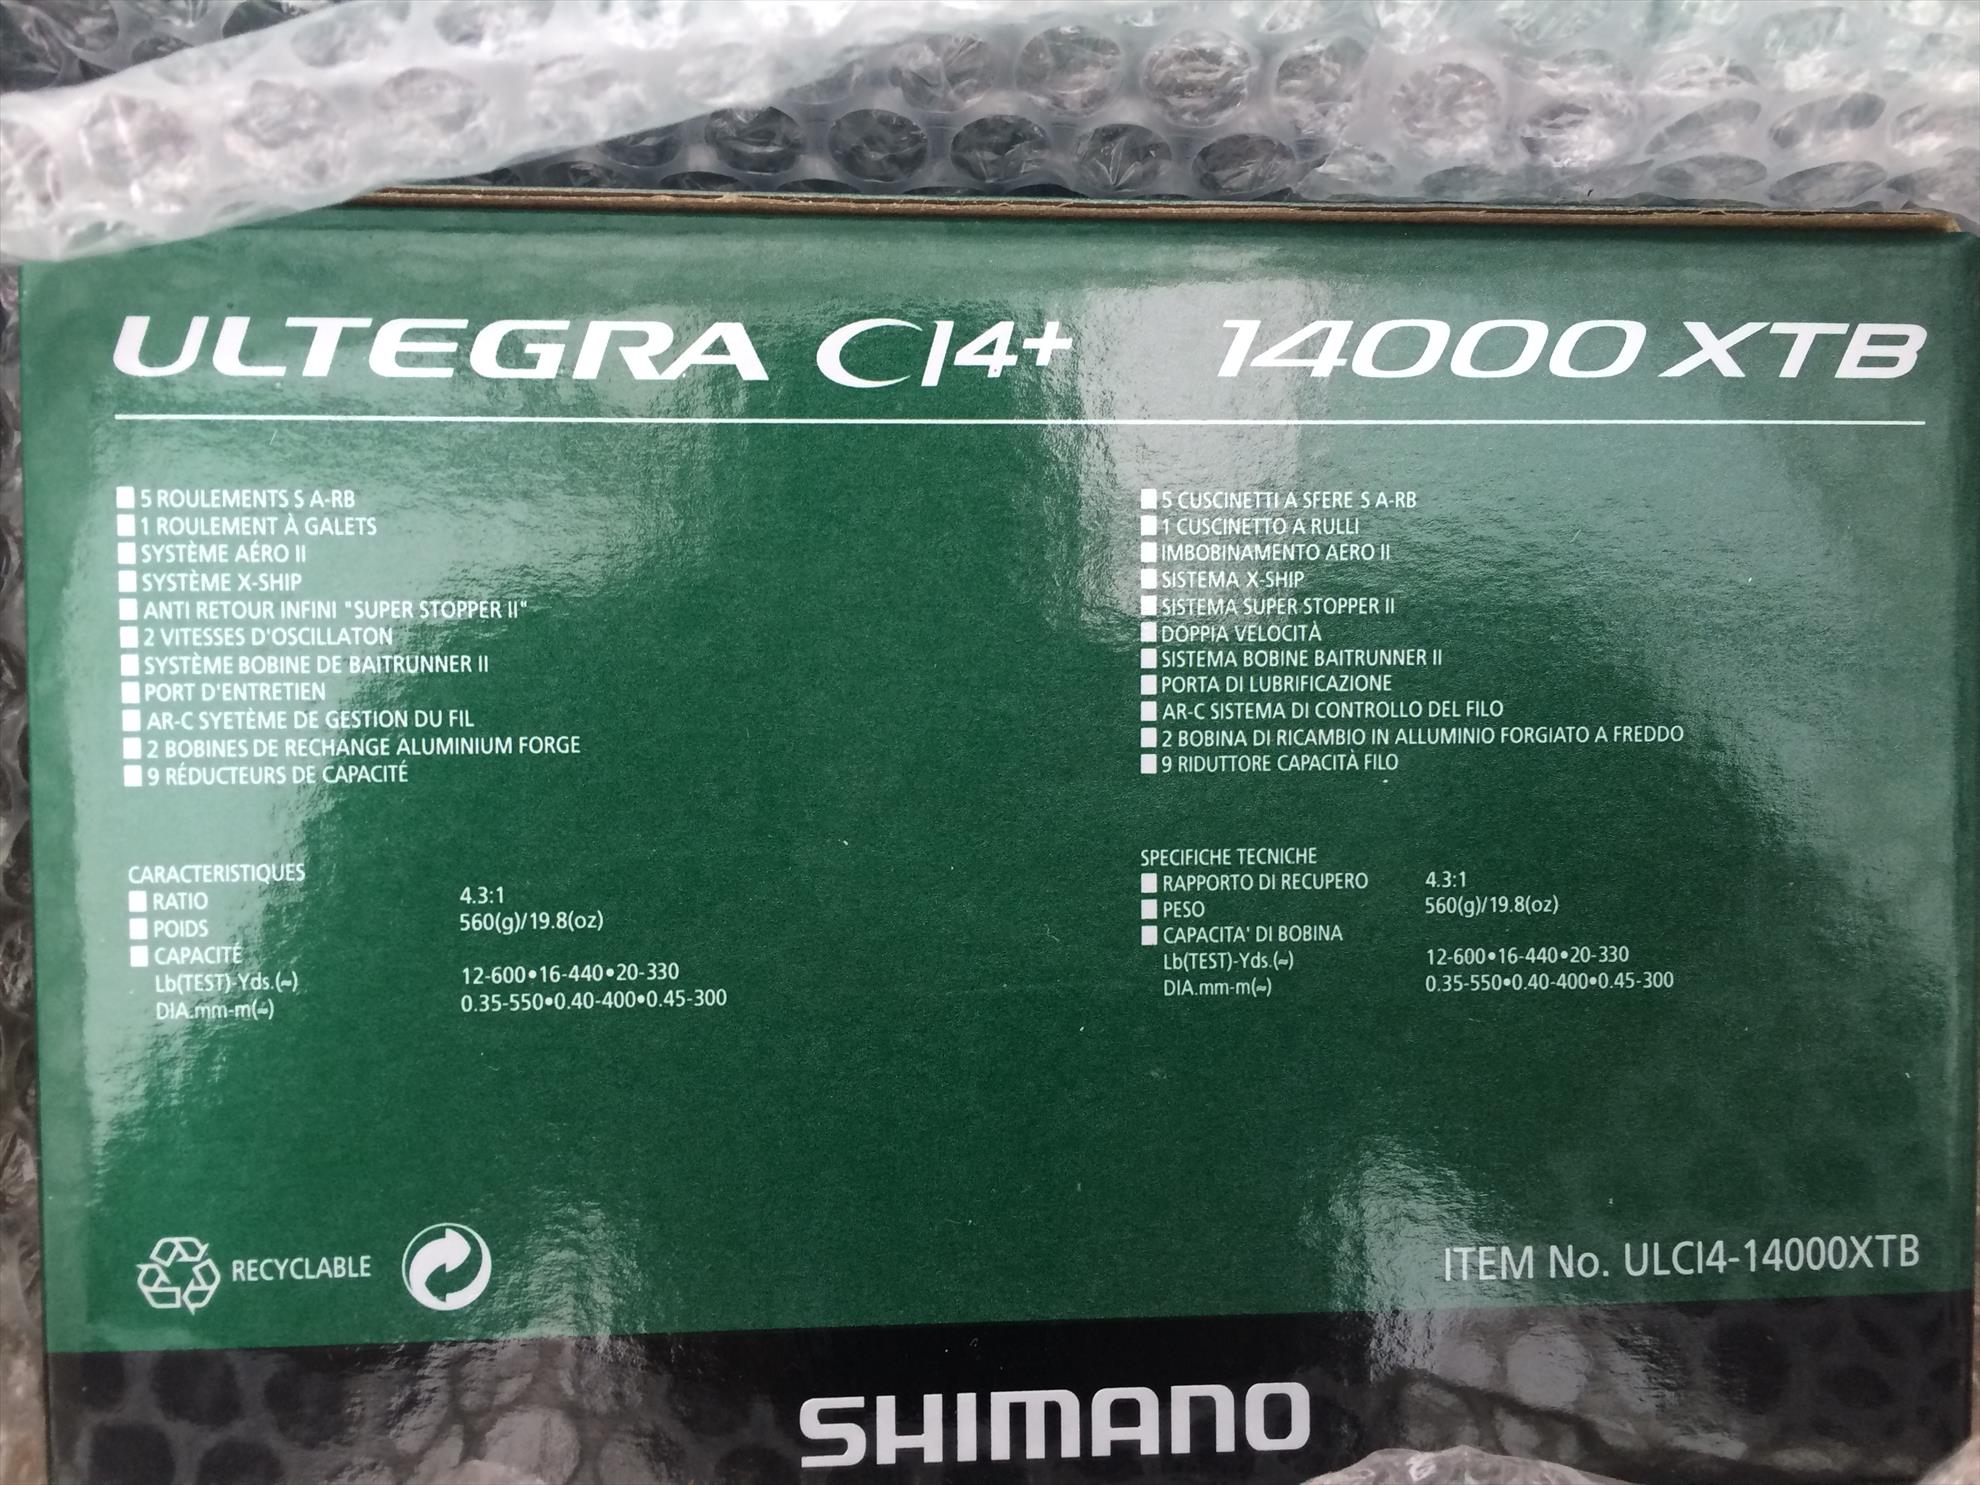 ULTEGRA CI4+ 14000 XTB
5 ROULEMENTS S A-RB
1 ROULEMENT À GALETS
SYSTÈME AÉRO II
SYSTÈME X-SHIP
ANTI RETOUR INFINI "SUPER STOPPER II"
2 VITESSES D'OSCILLATON
SYSTÈME BOBINE DE BAITRUNNER II
PORT D'ENTRETIEN
AR-C SYETÈME DE GESTION DU FIL
2 BOBINES DE RECHANGE ALUMINIUM FORGE
9 RÉDUCTEURS DE CAPACITÉ
CARACTERISTIQUES
RATIO 4.3:1
POIDS 560(g)/19.8(oz)
CAPACITÉ
Lb(TEST)-Yds.(~) 12-600•16-440•20-330
DIA.mm-m(~) 0.35-550•0.40-400•0.45-300
5 CUSCINETTI A SFERE S A-RB
1 CUSCINETTO A RULLI
IMBOBINAMENTO AERO II
SISTEMA X-SHIP
SISTEMA SUPER STOPPER II
DOPPIA VELOCITÀ
SISTEMA BOBINE BAITRUNNER II
PORTA DI LUBRIFICAZIONE
AR-C SISTEMA DI CONTROLLO DEL FILO
2 BOBINA DI RICAMBIO IN ALLUMINIO FORGIATO A FREDDO
9 RIDUTTORE CAPACITÀ FILO
SPECIFICHE TECNICHE
RAPPORTO DI RECUPERO 4.3:1
PESO 560(g)/19.8(oz)
CAPACITA' DI BOBINA
Lb(TEST)-Yds.(~) 12-600•16-440•20-330
DIA.mm-m(~) 0.35-550•0.40-400•0.45-300
RECYCLABLE
ITEM No. ULCI4-14000XTB
SHIMANO